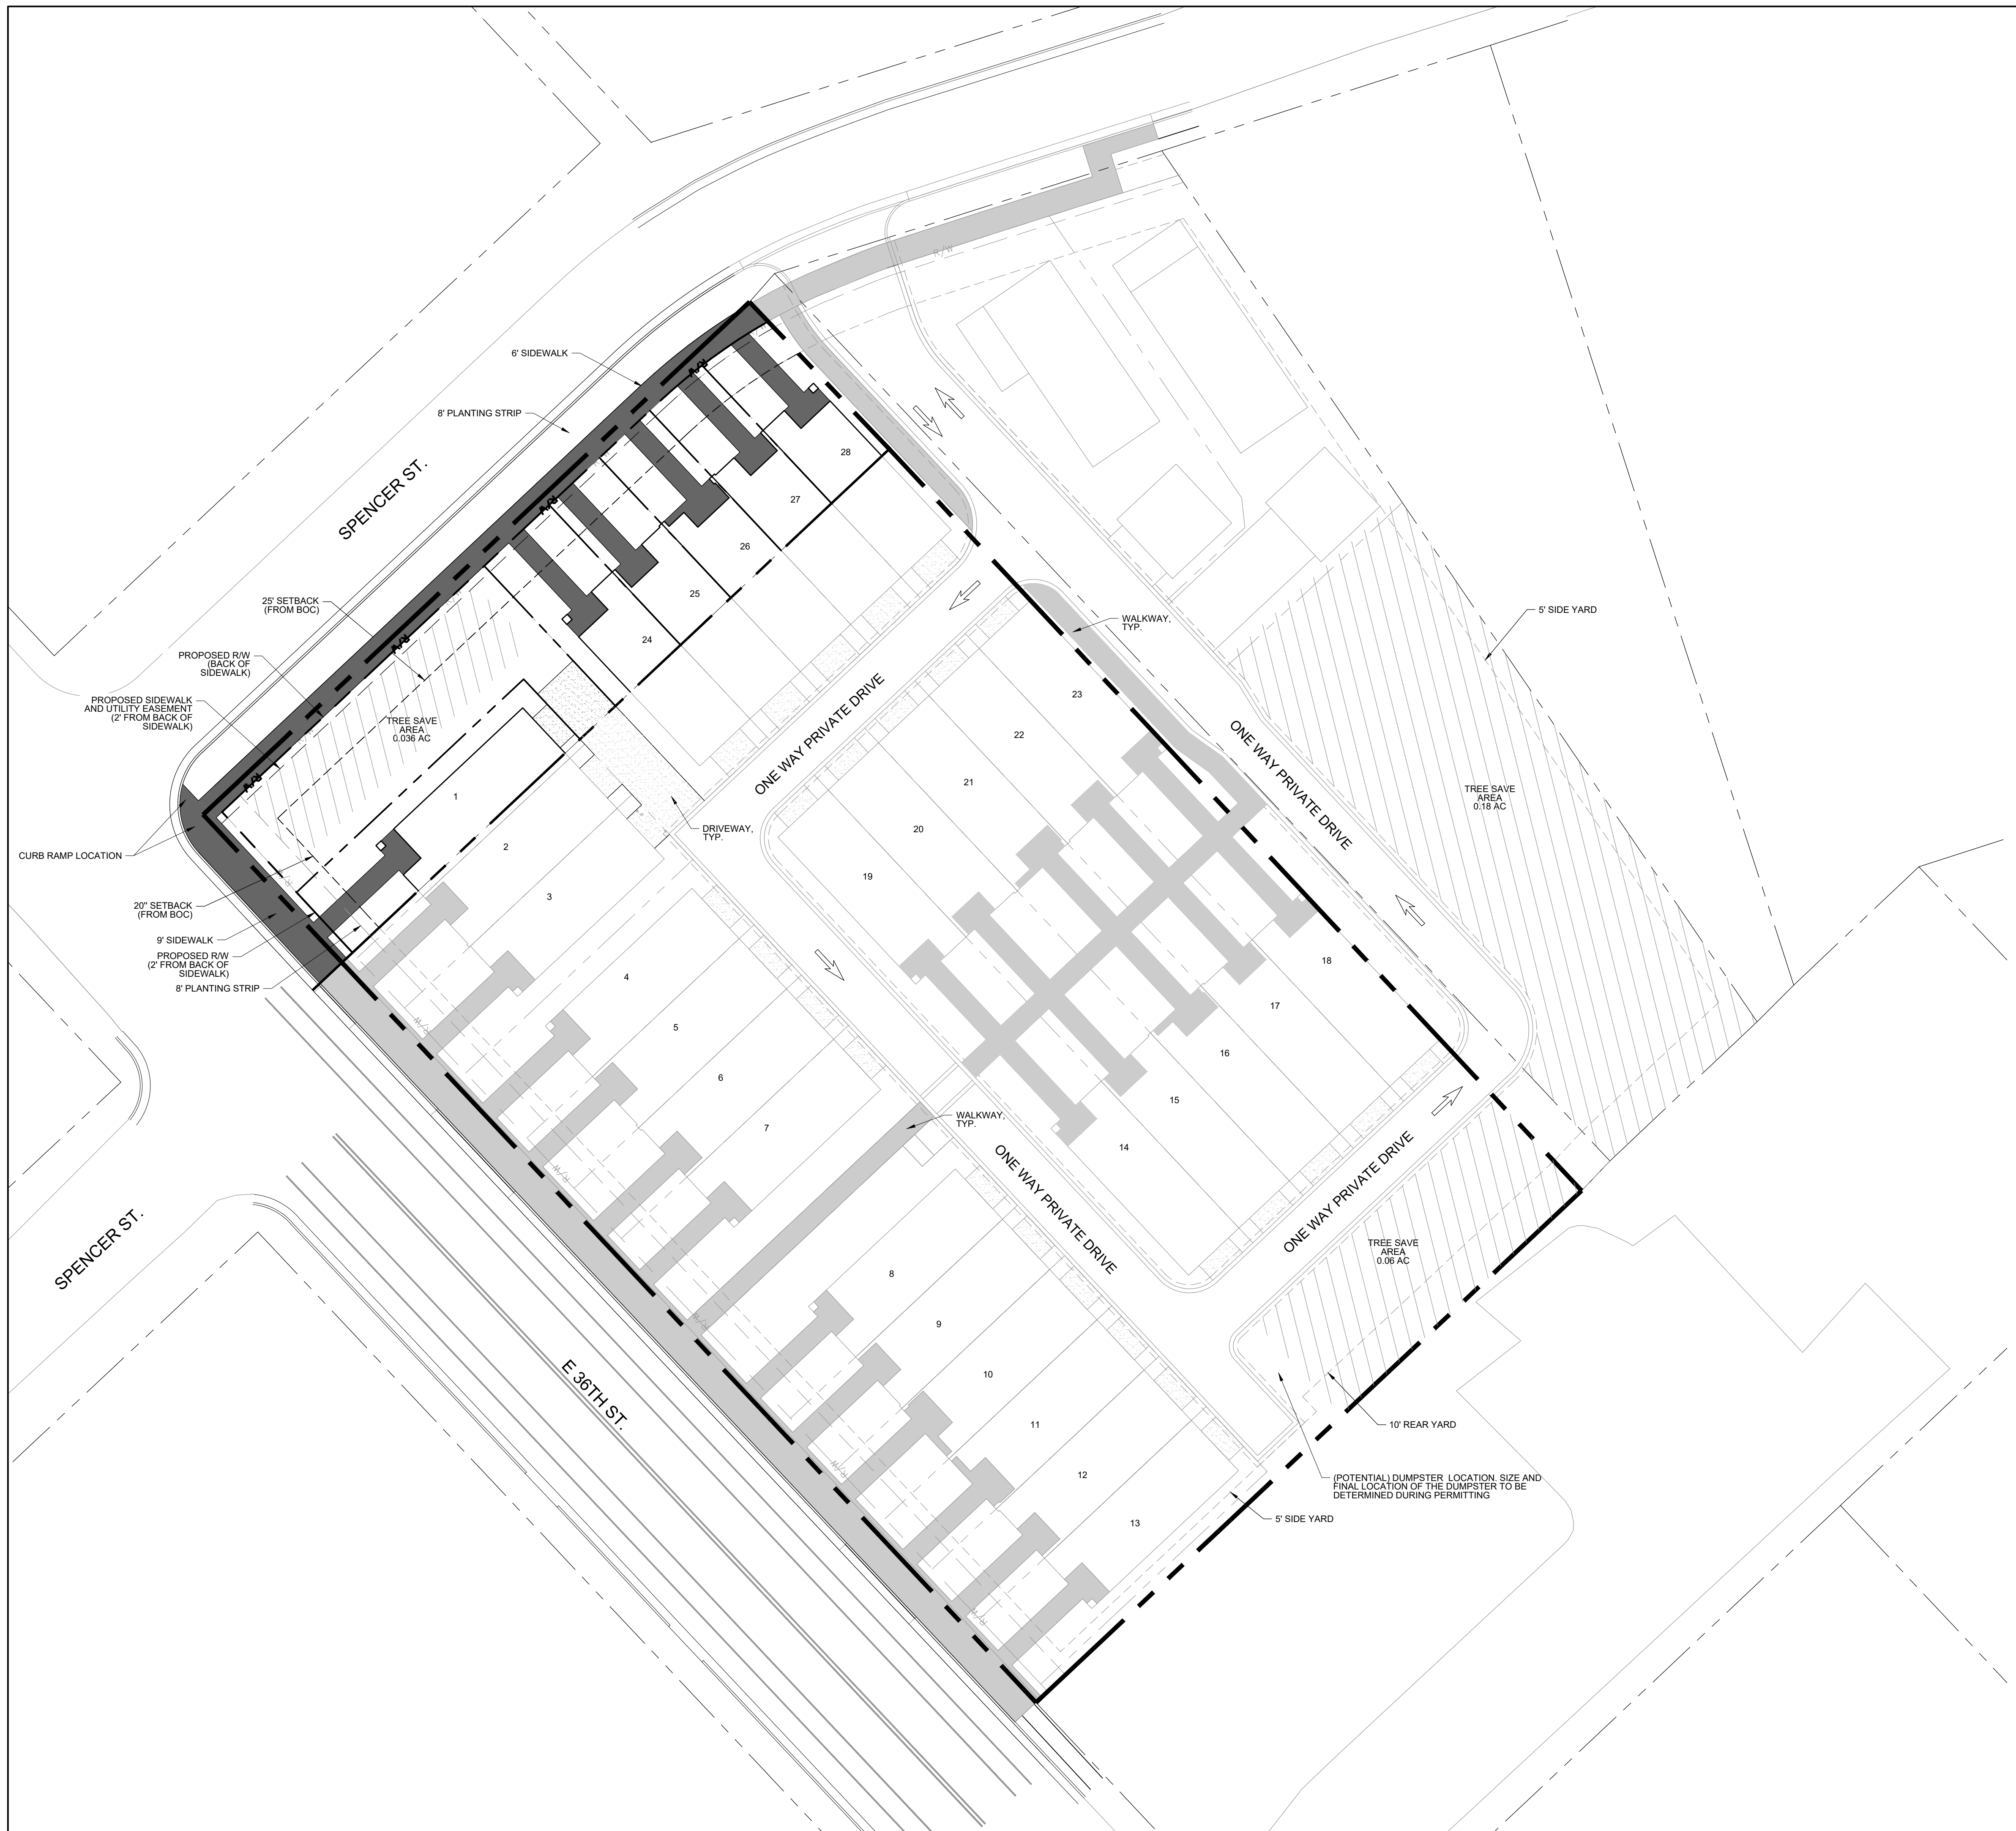 R/W
6' SIDEWALK
R/W
8' PLANTING STRIP
28
SPENCER ST.
27
R/W
26
25
25' SETBACK
(FROM BOC)
5' SIDE YARD
WALKWAY,
TYP.
24
R/W
PROPOSED R/W
(BACK OF
SIDEWALK)
23
PROPOSED SIDEWALK
AND UTILITY EASEMENT
(2' FROM BACK OF
SIDEWALK)
TREE SAVE
AREA
0.036 AC
ONE WAY PRIVATE DRIVE
22
ONE WAY PRIVATE DRIVE
21
R/W
1
TREE SAVE
AREA
0.18 AC
20
DRIVEWAY,
TYP.
2
CURB RAMP LOCATION
19
R/W
3
20" SETBACK
(FROM BOC)
9' SIDEWALK
PROPOSED R/W
(2' FROM BACK OF
SIDEWALK)
18
4
8' PLANTING STRIP
17
R/W
5
16
6
15
WALKWAY,
TYP.
7
14
R/W
ONE WAY PRIVATE DRIVE
ONE WAY PRIVATE DRIVE
SPENCER ST.
TREE SAVE
AREA
0.06 AC
8
R/W
9
10
E 36TH ST.
11
10' REAR YARD
12
R/W
(POTENTIAL) DUMPSTER LOCATION. SIZE AND
FINAL LOCATION OF THE DUMPSTER TO BE
DETERMINED DURING PERMITTING
5' SIDE YARD
13
R/W